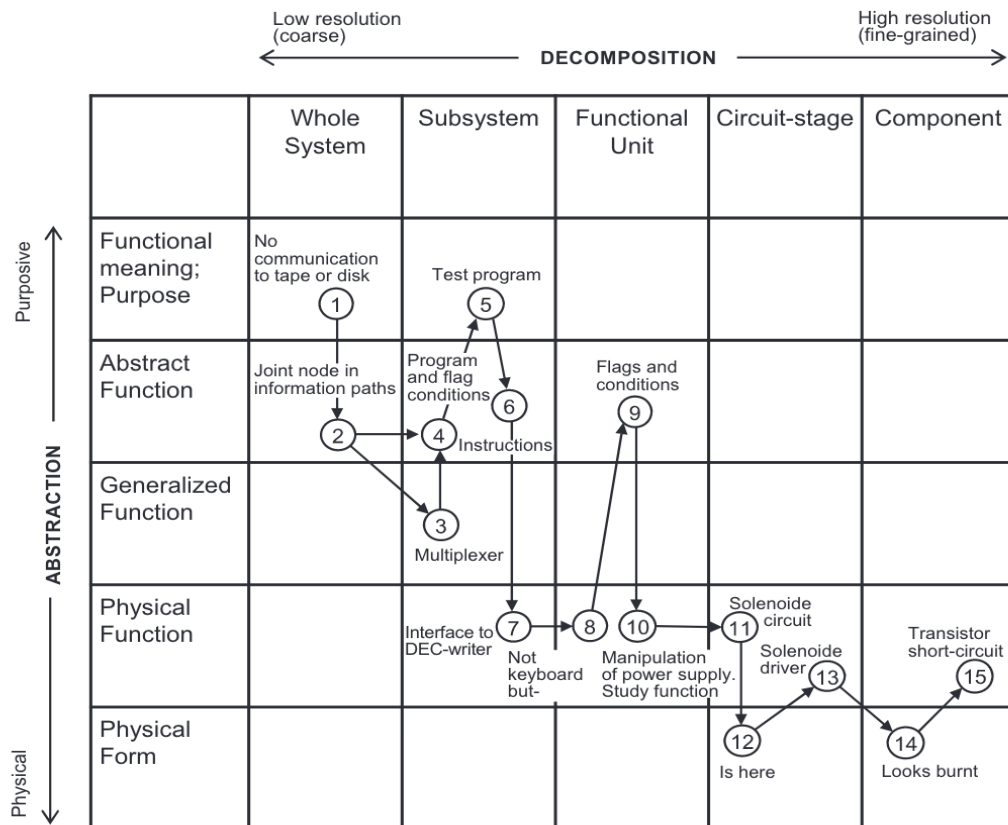 Low resolution
(coarse)
High resolution
(fine-grained)
DECOMPOSITION
Whole
System
Subsystem
Functional
Unit
Circuit-stage
Component
Purposive
ABSTRACTION
Physical
Functional
meaning;
Purpose
No
communication
to tape or disk
1
Test program
5
Abstract
Function
Joint node in
information paths
2
Program
and flag
conditions
4
6
Instructions
Flags and
conditions
9
Generalized
Function
3
Multiplexer
Physical
Function
Interface to
DEC-writer
7
Not
keyboard
but-
8
10
Manipulation
of power supply.
Study function
Solenoide
circuit
11
Solenoide
driver
13
Transistor
short-circuit
15
Physical
Form
12
Is here
14
Looks burnt